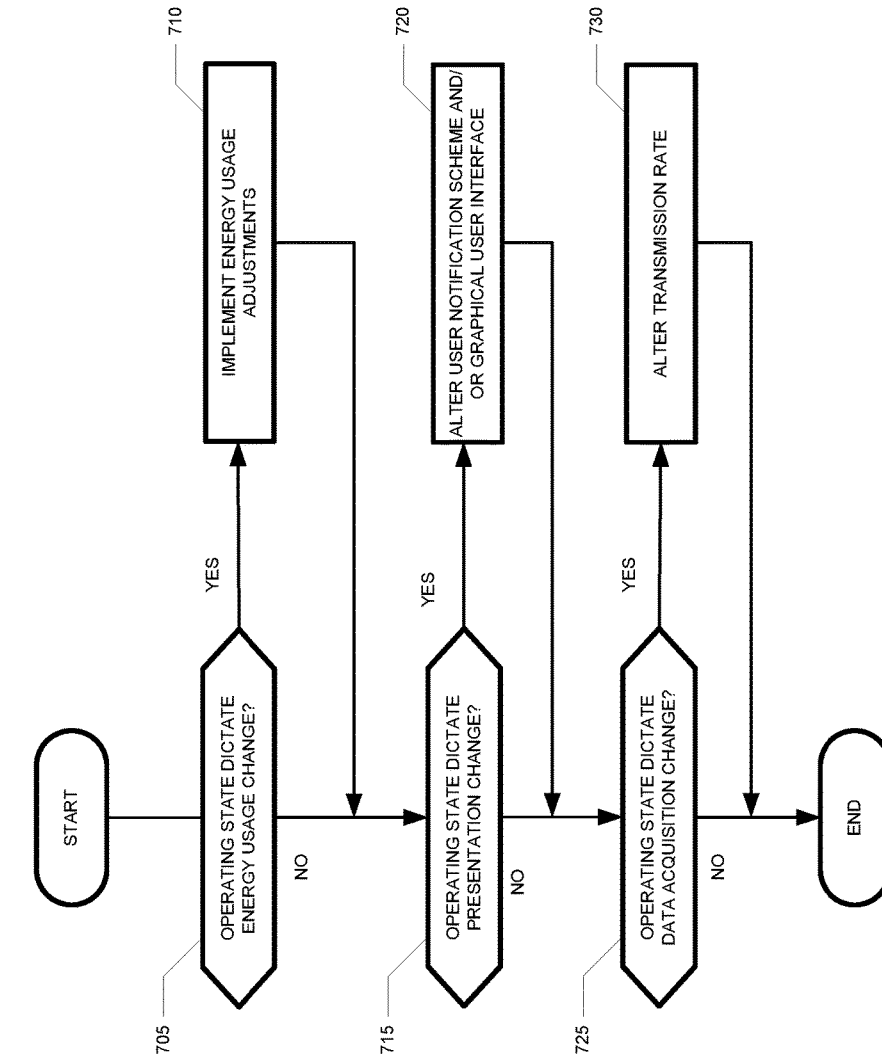 START
705
OPERATING STATE DICTATE
ENERGY USAGE CHANGE?
YES
710
IMPLEMENT ENERGY USAGE
ADJUSTMENTS
NO
715
OPERATING STATE DICTATE
PRESENTATION CHANGE?
YES
720
ALTER USER NOTIFICATION SCHEME AND/
OR GRAPHICAL USER INTERFACE
NO
725
OPERATING STATE DICTATE
DATA ACQUISITION CHANGE?
YES
730
ALTER TRANSMISSION RATE
NO
END